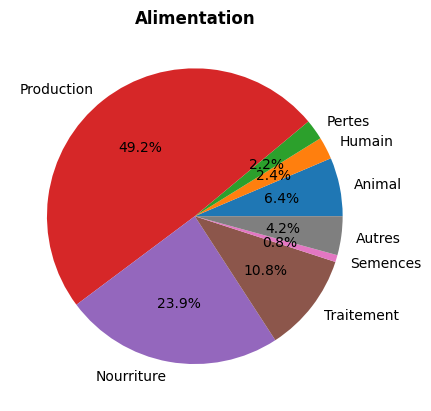 Alimentation
Production
Pertes
Humain
Animal
49.2%
2.2%
2.4%
6.4%
4.2%
0.8%
10.8%
23.9%
Autres
Semences
Traitement
Nourriture